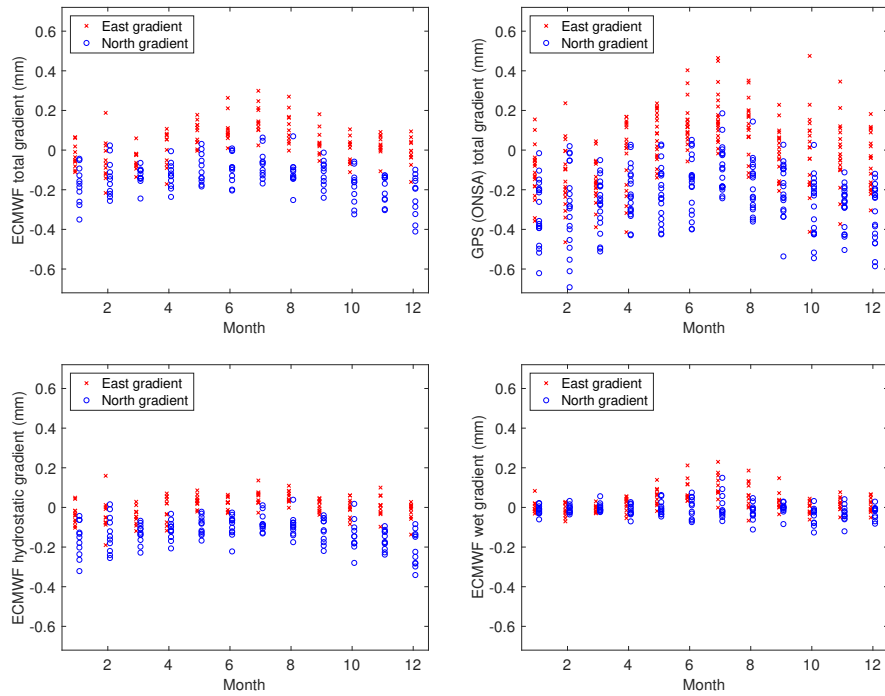 East gradient
North gradient
ECMWF total gradient (mm)
0.6
0.4
0.2
0
-0.2
-0.4
-0.6
2 4 6 8 10 12
Month
East gradient
North gradient
GPS (ONSA) total gradient (mm)
0.6
0.4
0.2
0
-0.2
-0.4
-0.6
2 4 6 8 10 12
Month
East gradient
North gradient
ECMWF hydrostatic gradient (mm)
0.6
0.4
0.2
0
-0.2
-0.4
-0.6
2 4 6 8 10 12
Month
East gradient
North gradient
ECMWF wet gradient (mm)
0.6
0.4
0.2
0
-0.2
-0.4
-0.6
2 4 6 8 10 12
Month